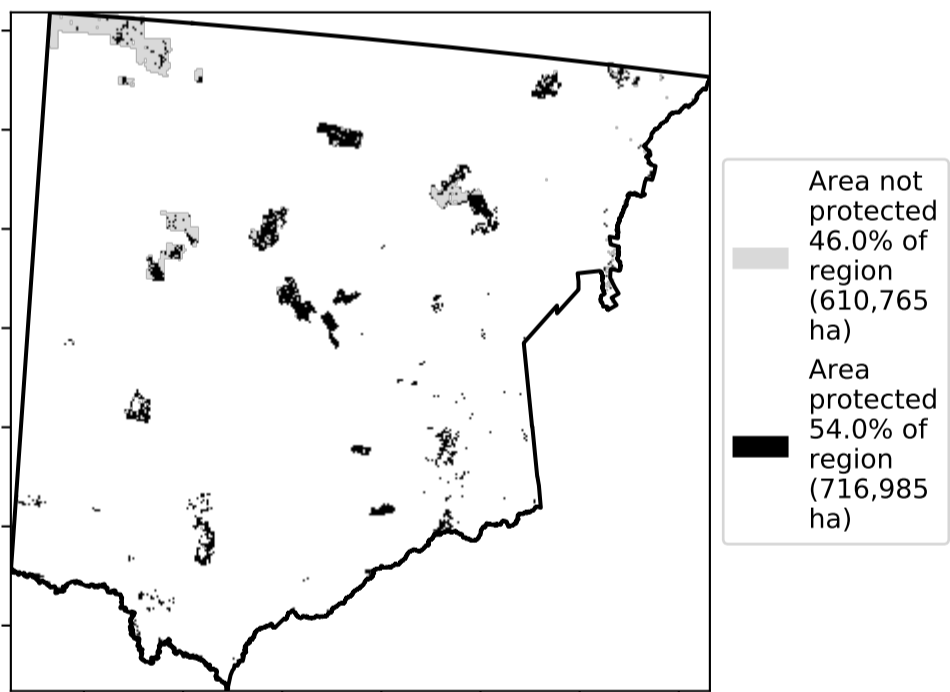 Area not
protected
46.0% of
region
(610,765
ha)
Area
protected
54.0% of
region
(716,985
ha)